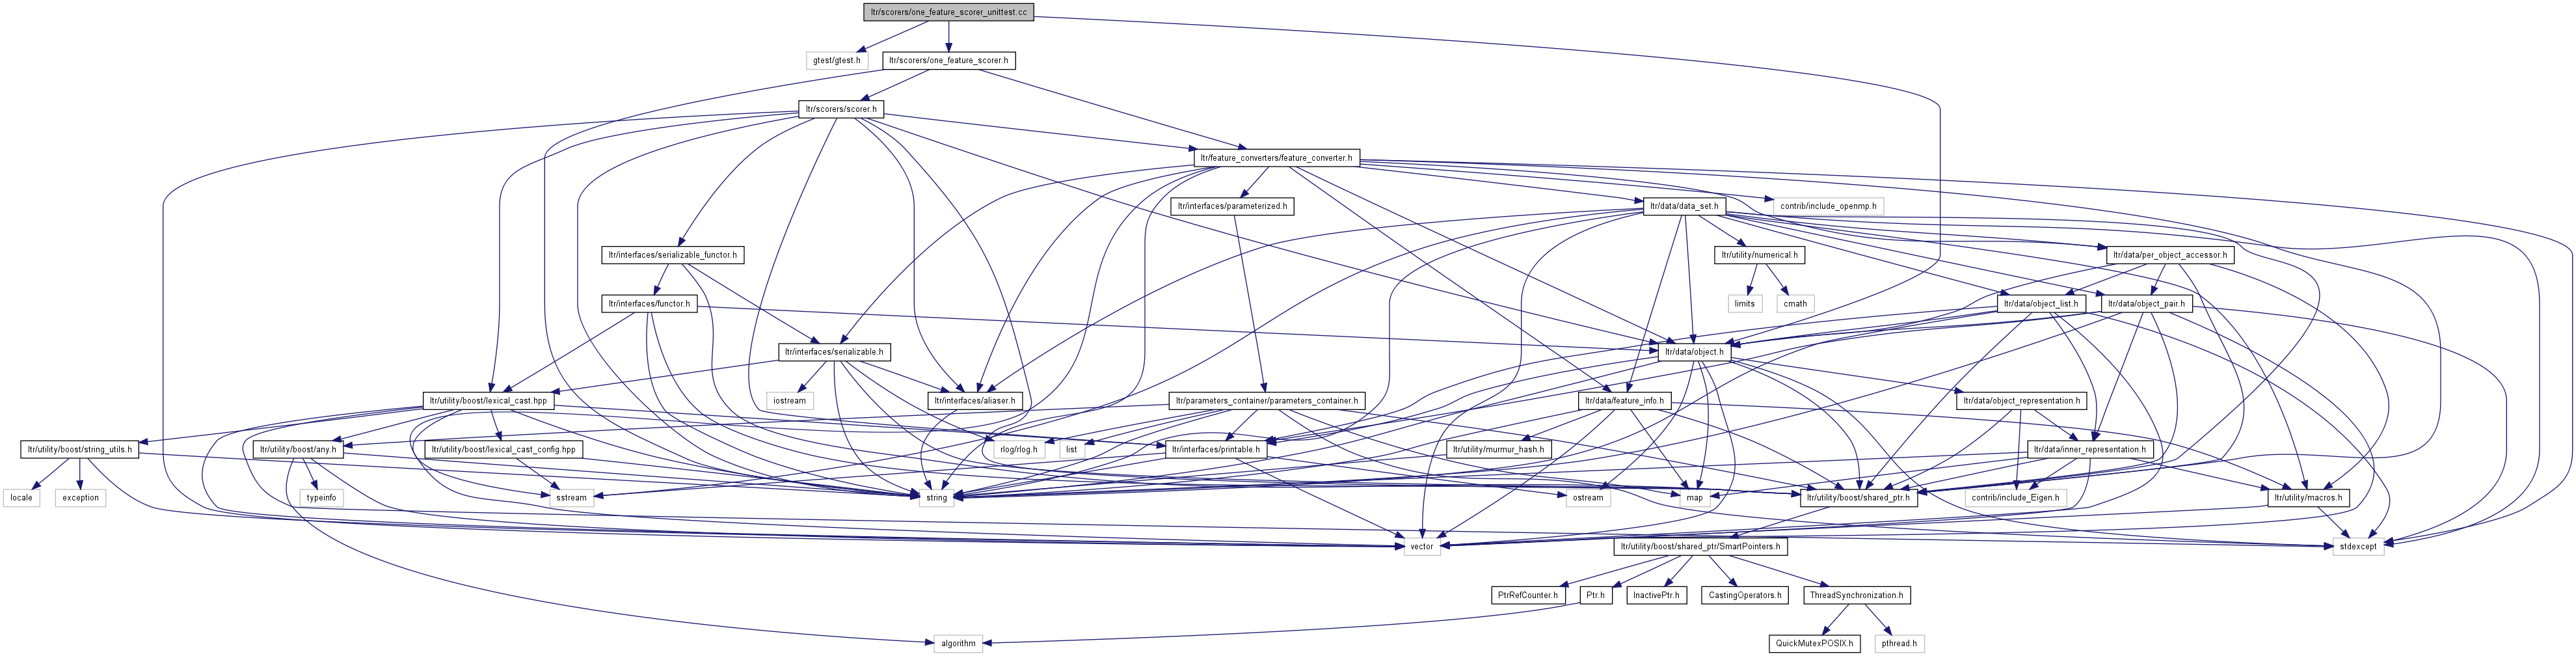 ltr/scorers/one_feature_scorer_unittest.cc
gtest/gtest.h
ltr/scorers/one_feature_scorer.h
ltr/scorers/scorer.h
ltr/feature_converters/feature_converter.h
ltr/interfaces/parameterized.h
ltr/data/data_set.h
contrib/include_openmp.h
ltr/interfaces/serializable_functor.h
ltr/utility/numerical.h
ltr/data/per_object_accessor.h
ltr/interfaces/functor.h
limits
cmath
ltr/data/object_list.h
ltr/data/object_pair.h
ltr/interfaces/serializable.h
ltr/data/object.h
ltr/utility/boost/lexical_cast.hpp
iostream
ltr/interfaces/aliaser.h
ltr/parameters_container/parameters_container.h
ltr/data/feature_info.h
ltr/data/object_representation.h
ltr/utility/boost/string_utils.h
ltr/utility/boost/any.h
ltr/utility/boost/lexical_cast_config.hpp
rlog/rlog.h
list
ltr/interfaces/printable.h
ltr/utility/murmur_hash.h
ltr/data/inner_representation.h
locale
exception
typeinfo
sstream
string
ostream
map
ltr/utility/boost/shared_ptr.h
contrib/include_Eigen.h
ltr/utility/macros.h
vector
ltr/utility/boost/shared_ptr/SmartPointers.h
stdexcept
PtrRefCounter.h
Ptr.h
InactivePtr.h
CastingOperators.h
ThreadSynchronization.h
algorithm
QuickMutexPOSIX.h
pthread.h